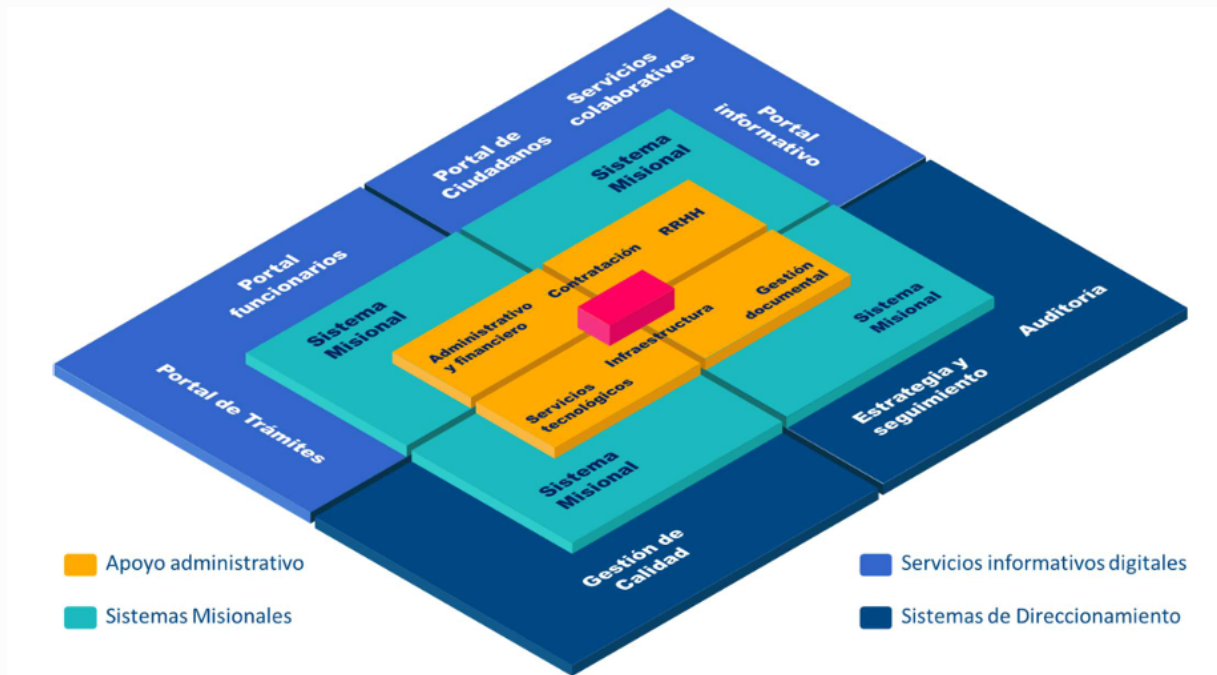 Servicios
colaborativos
Portal de
Ciudadanos
Portal
informativo
Sistema
Misional
Portal
funcionarios
RRHH
Contratación
Sistema
Misional
Administrativo
y financiero
Gestión
documental
Sistema
Misional
Auditoría
Infraestructura
Portal de Trámites
Servicios
tecnológicos
Estrategia y
seguimiento
Sistema
Misional
Gestión de
Calidad
Apoyo administrativo
Sistemas Misionales
Servicios informativos digitales
Sistemas de Direccionamiento